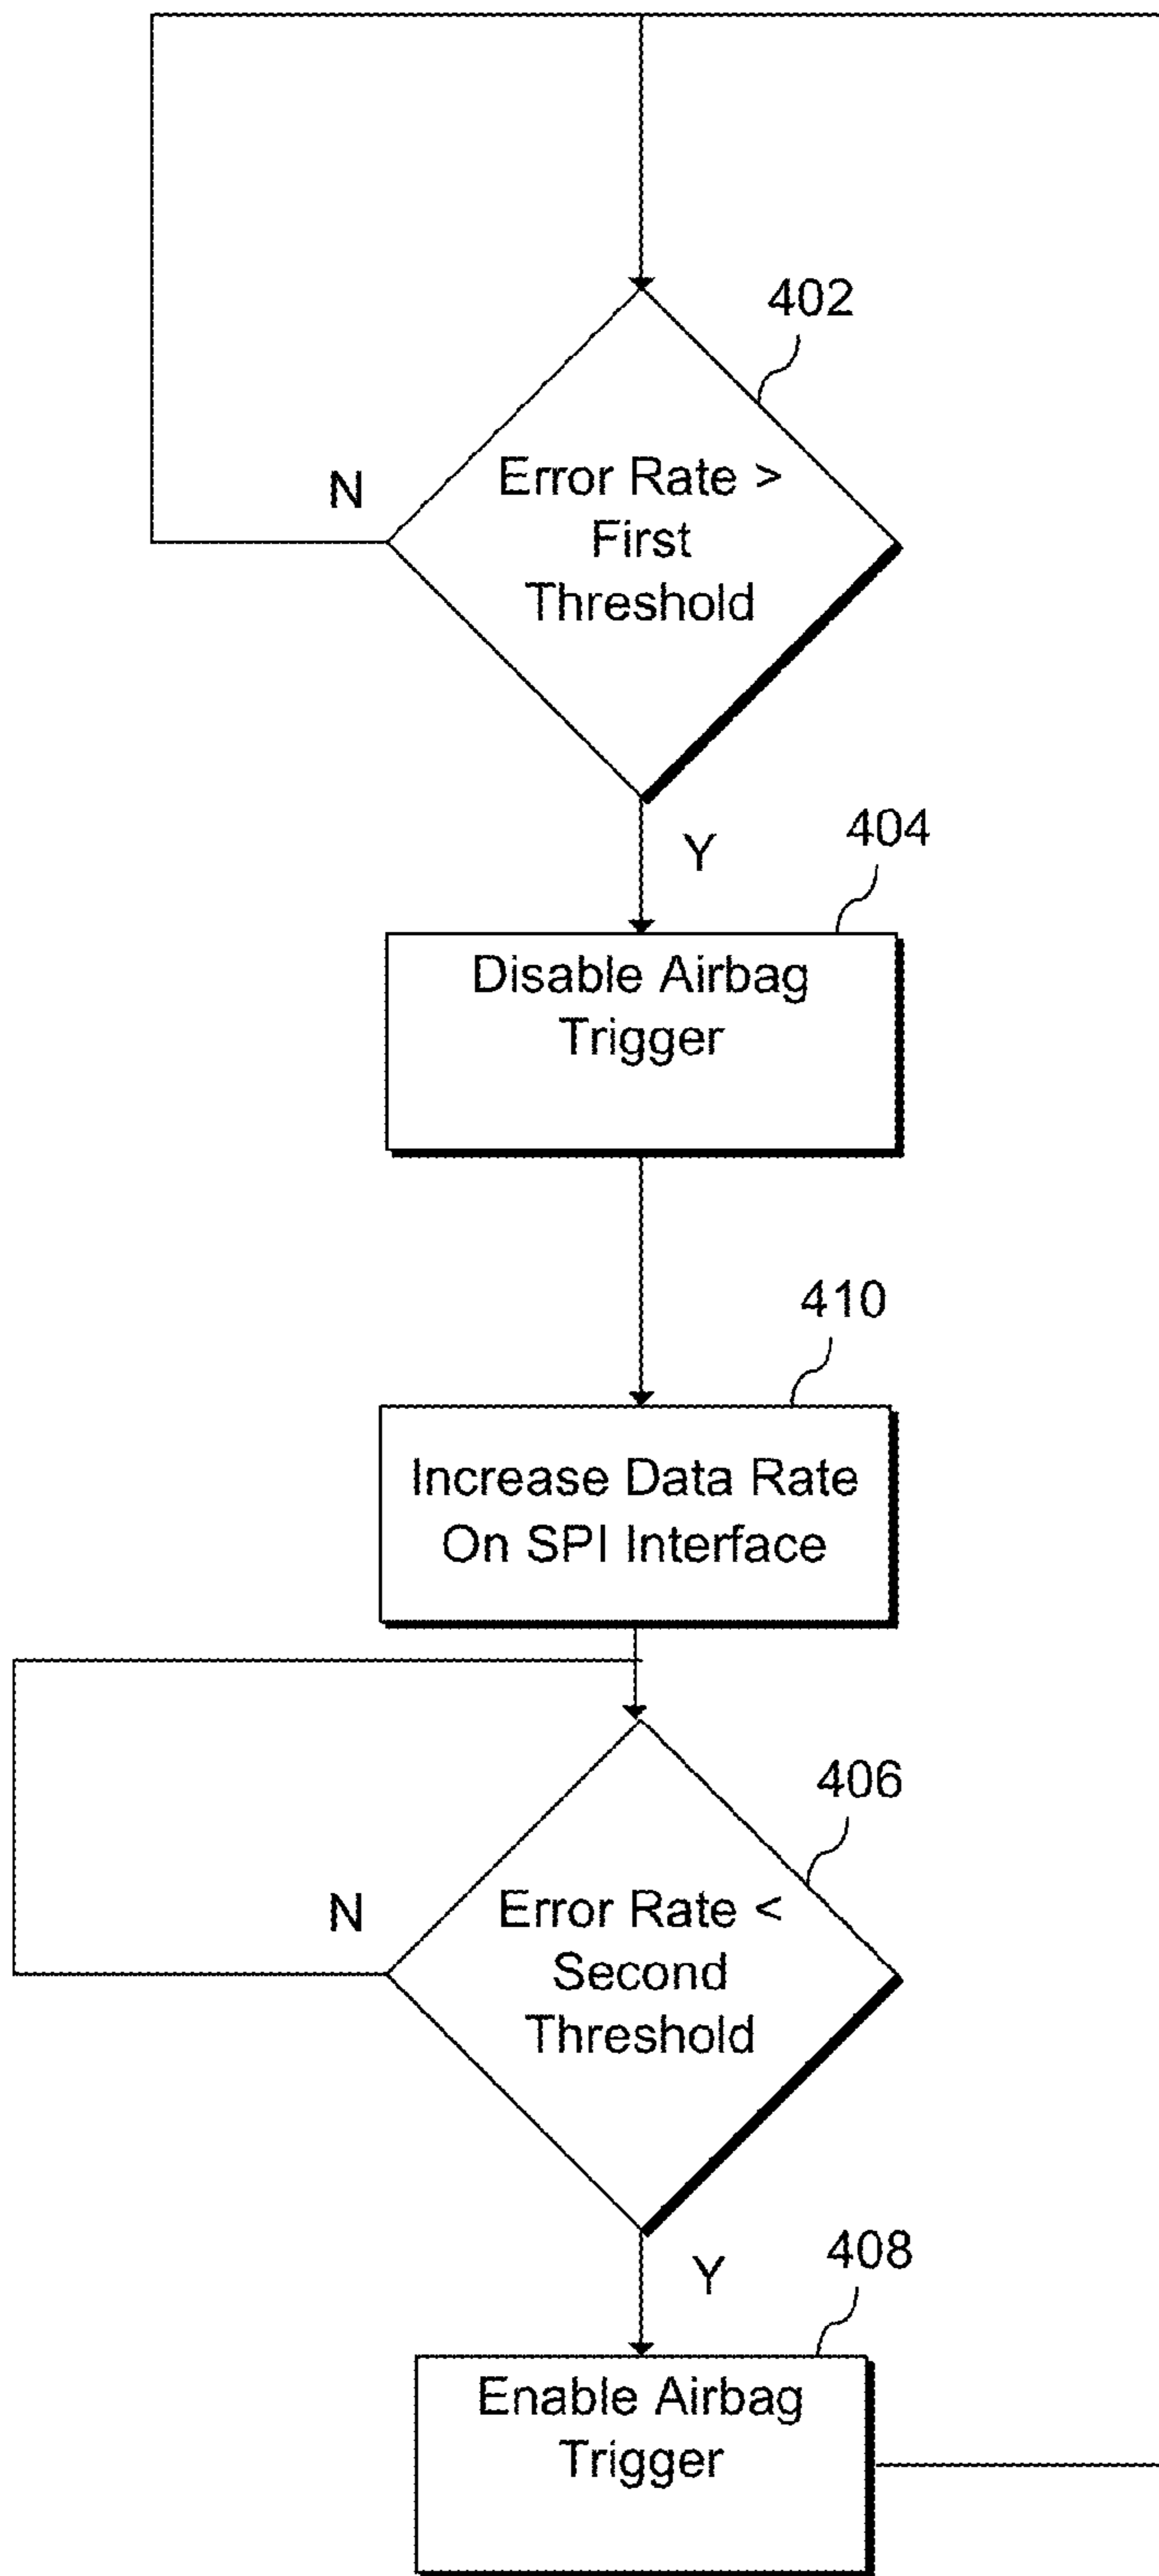 402
Error Rate >
N
First
Threshold
404
Y
Disable Airbag
Trigger
410
Increase Data Rate
On SPI Interface
406
Error Rate <
N
Second
Threshold
408
Y
Enable Airbag
Trigger